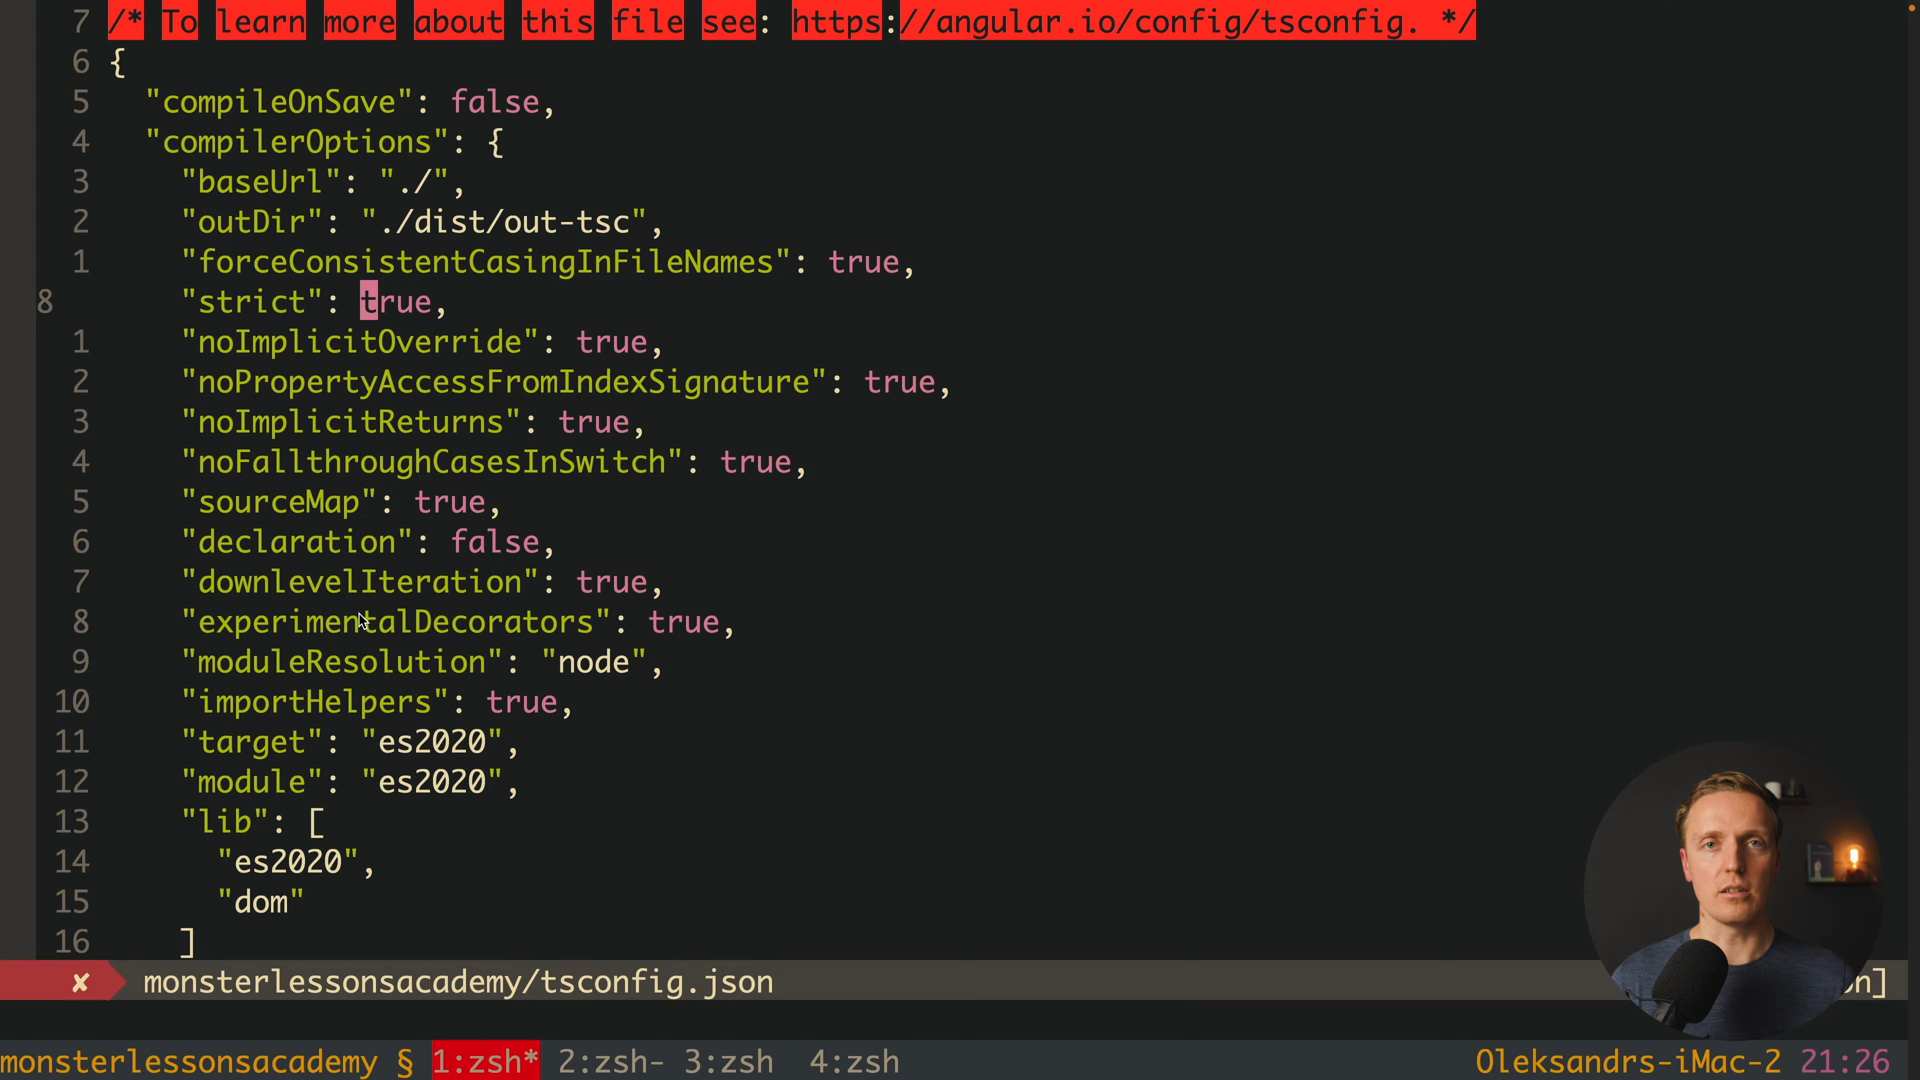 7 /* To learn more about this file see: https://angular.io/config/tsconfig. */
6 {
5 "compileOnSave": false,
4 "compilerOptions": {
3 "baseUrl": "./",
2 "outDir": "./dist/out-tsc",
1 "forceConsistentCasingInFileNames": true,
8 "strict": true,
1 "noImplicitOverride": true,
2 "noPropertyAccessFromIndexSignature": true,
3 "noImplicitReturns": true,
4 "noFallthroughCasesInSwitch": true,
5 "sourceMap": true,
6 "declaration": false,
7 "downlevelIteration": true,
8 "experimentalDecorators": true,
9 "moduleResolution": "node",
10 "importHelpers": true,
11 "target": "es2020",
12 "module": "es2020",
13 "lib": [
14 "es2020",
15 "dom"
16 ]
✘ monsterlessonsacademy/tsconfig.json
monsterlessonsacademy § 1:zsh* 2:zsh- 3:zsh 4:zsh Oleksandrs-iMac-2 21:26